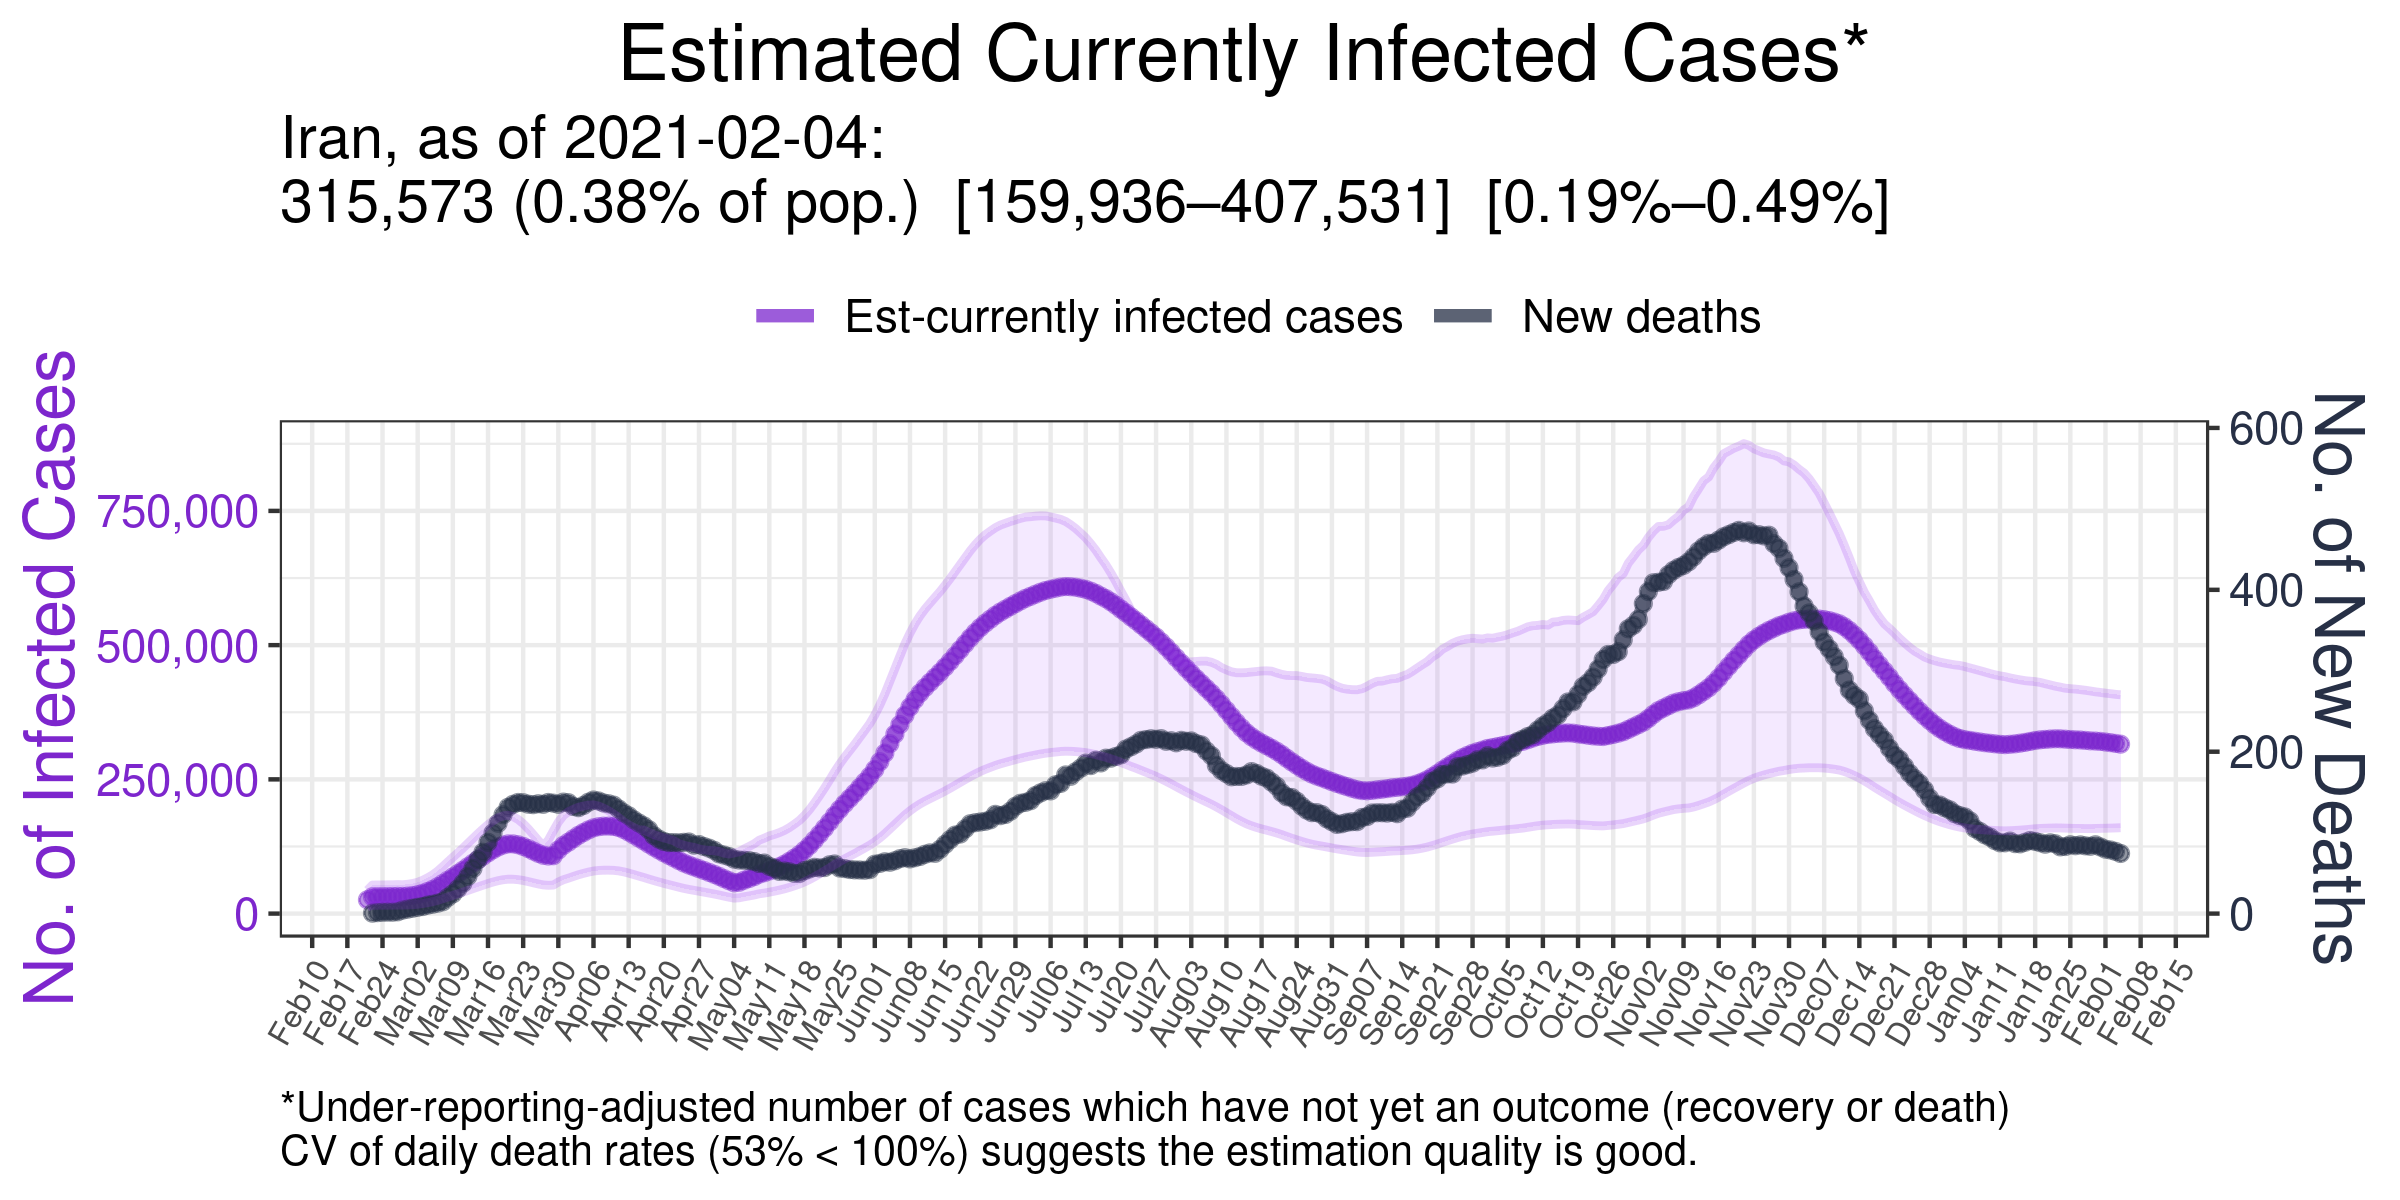 Estimated Currently Infected Cases*
Iran, as of 2021-02-04:
315,573 (0.38% of pop.) [159,936–407,531] [0.19%–0.49%]
Est-currently infected cases
New deaths
No. of Infected Cases
750,000
500,000
250,000
0
600
400
200
0
No. of New Deaths
Feb10
Feb17
Feb24
Mar02
Mar09
Mar16
Mar23
Mar30
Apr06
Apr13
Apr20
Apr27
May04
May11
May18
May25
Jun01
Jun08
Jun15
Jun22
Jun29
Jul06
Jul13
Jul20
Jul27
Aug03
Aug10
Aug17
Aug24
Aug31
Sep07
Sep14
Sep21
Sep28
Oct05
Oct12
Oct19
Oct26
Nov02
Nov09
Nov16
Nov23
Nov30
Dec07
Dec14
Dec21
Dec28
Jan04
Jan11
Jan18
Jan25
Feb01
Feb08
Feb15
*Under-reporting-adjusted number of cases which have not yet an outcome (recovery or death)
CV of daily death rates (53% < 100%) suggests the estimation quality is good.